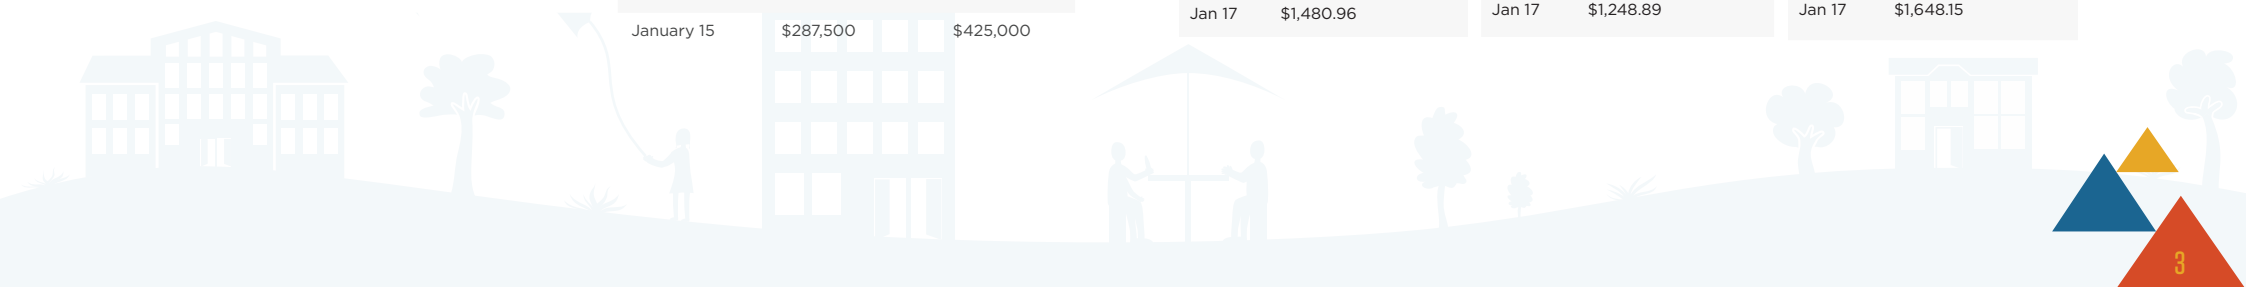 January 15 $287,500 $425,000
Jan 17 $1,480.96
Jan 17 $1,248.89
Jan 17 $1,648.15
3